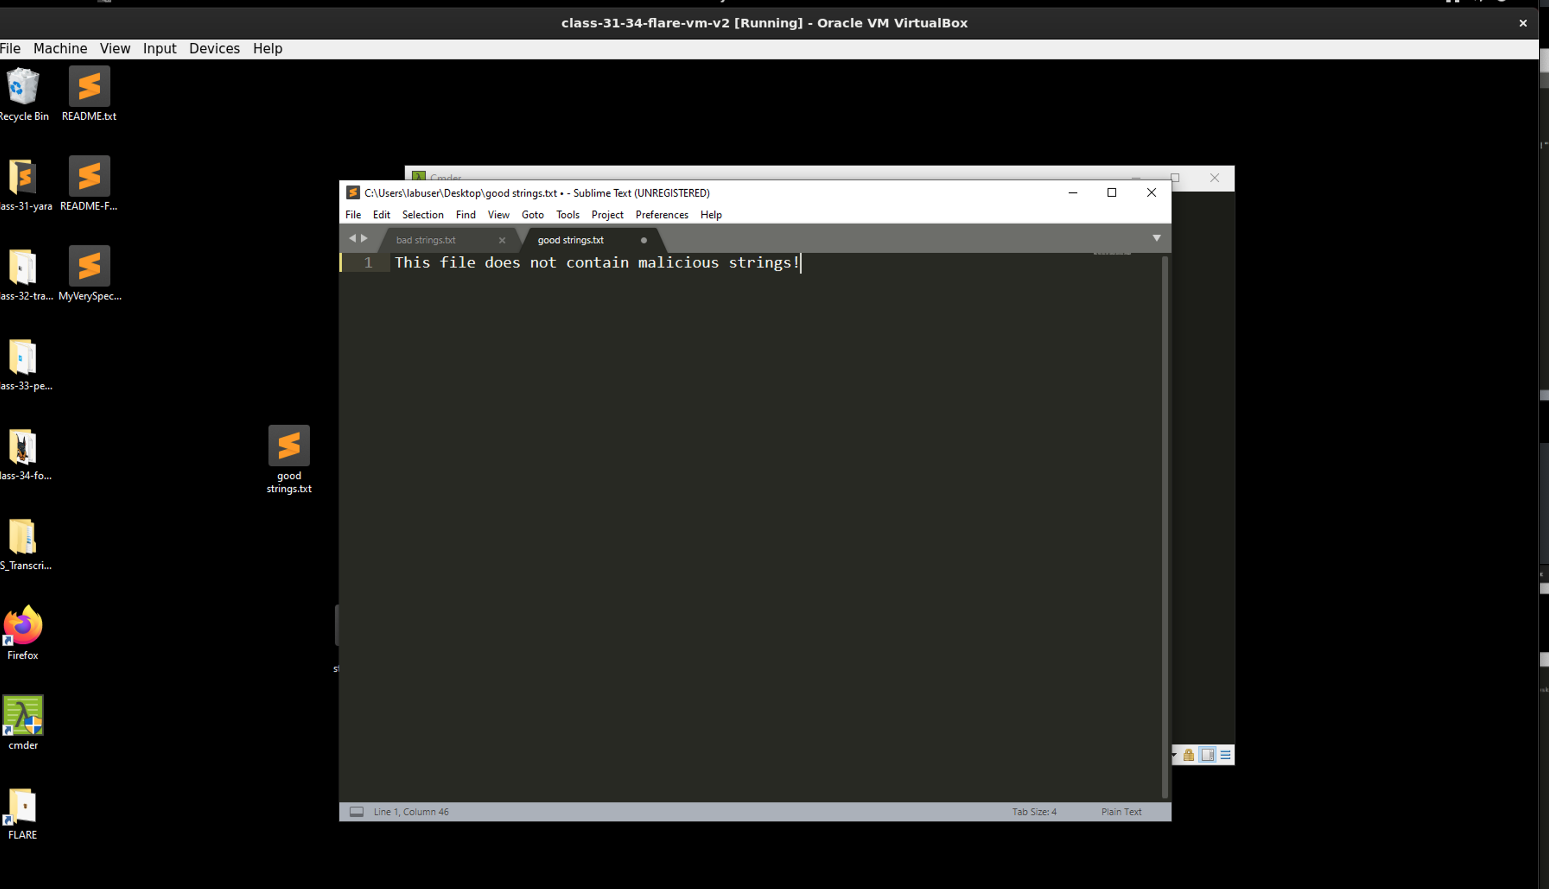 class-31-34-flare-vm-v2 [Running] - Oracle VM VirtualBox
File Machine View Input Devices Help
Recycle Bin
README.txt
lass-31-yara
README-F...
lass-32-tra...
MyVerySpec...
lass-33-pe...
lass-34-fo...
S_Transcri...
Firefox
cmder
FLARE
good
strings.txt
Cmder
C:\Users\labuser\Desktop\good strings.txt • - Sublime Text (UNREGISTERED)
File Edit Selection Find View Goto Tools Project Preferences Help
bad strings.txt
good strings.txt
1 This file does not contain malicious strings!
Line 1, Column 46
Tab Size: 4
Plain Text